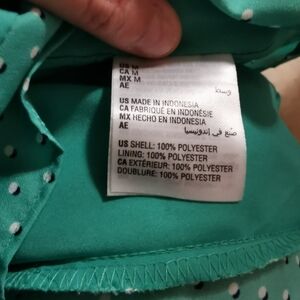 US M
CA M
MX M
AE وسط
US MADE IN INDONESIA
CA FABRIQUÉ EN INDONÉSIE
MX HECHO EN INDONESIA
AE صنع في إندونيسيا
US SHELL: 100% POLYESTER
LINING: 100% POLYESTER
CA EXTÉRIEUR: 100% POLYESTER
DOUBLURE: 100% POLYESTER